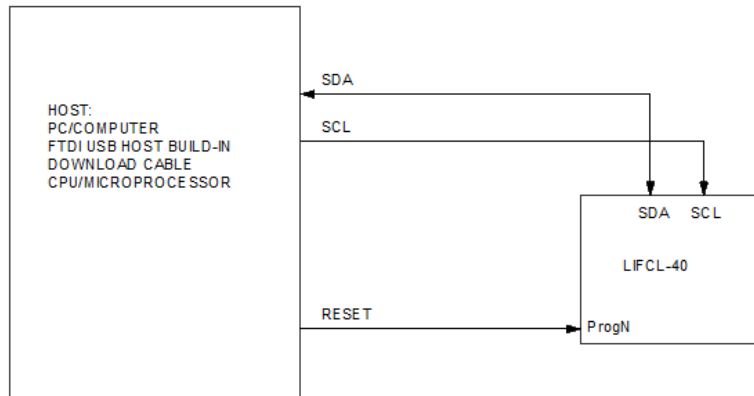 SDA
HOST:
PC/COMPUTER
FTDI USB HOST BUILD-IN
DOWNLOAD CABLE
CPU/MICROPROCESSOR
SCL
SDA SCL
LIFCL-40
RESET
ProgN